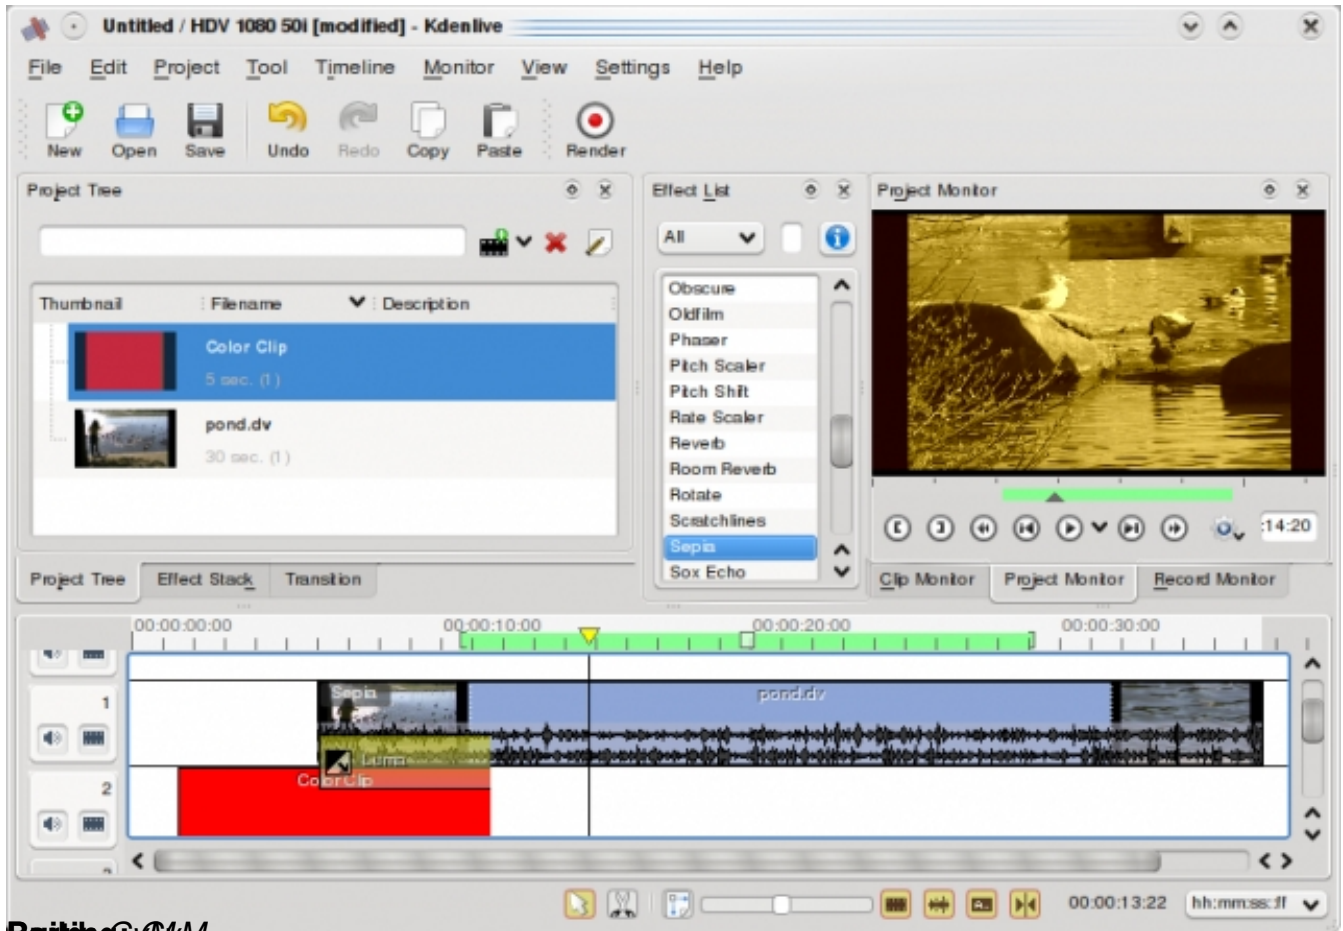 Untitled / HDV 1080 50i [modified] - Kdenlive
File Edit Project Tool Timeline Monitor View Settings Help
New Open Save Undo Redo Copy Paste Render
Project Tree
Effect List
Project Monitor
All
Thumbnail Filename Description
Color Clip
5 sec. (1)
pond.dv
30 sec. (1)
Obscure
Oldfilm
Phaser
Pitch Scaler
Pitch Shift
Rate Scaler
Reverb
Room Reverb
Rotate
Scratchlines
Sepia
Sox Echo
:14:20
Project Tree Effect Stack Transition
Clip Monitor Project Monitor Record Monitor
00:00:00:00 00:00:10:00 00:00:20:00 00:00:30:00
1
Sepia
pond.dv
Luma
Color Clip
2
00:00:13:22 hh:mm:ss::ff